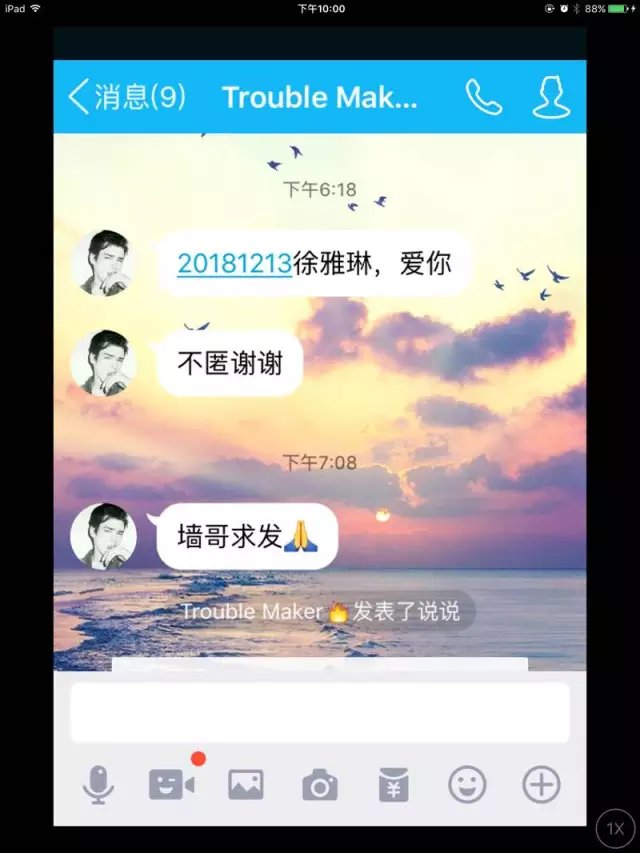 iPad
下午10:00
88%
消息(9)
Trouble Mak...
下午6:18
20181213徐雅琳，爱你
不匿谢谢
下午7:08
墙哥求发🙏
Trouble Maker🔥发表了说说
1X